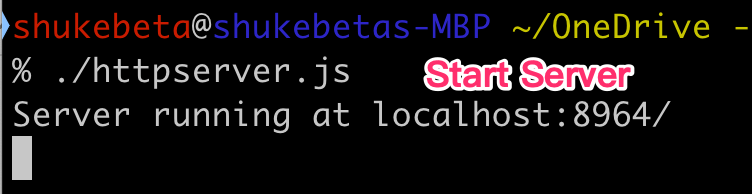 shukebeta@shukebetas-MBP ~/OneDrive -
% ./httpserver.js Start Server
Server running at localhost:8964/